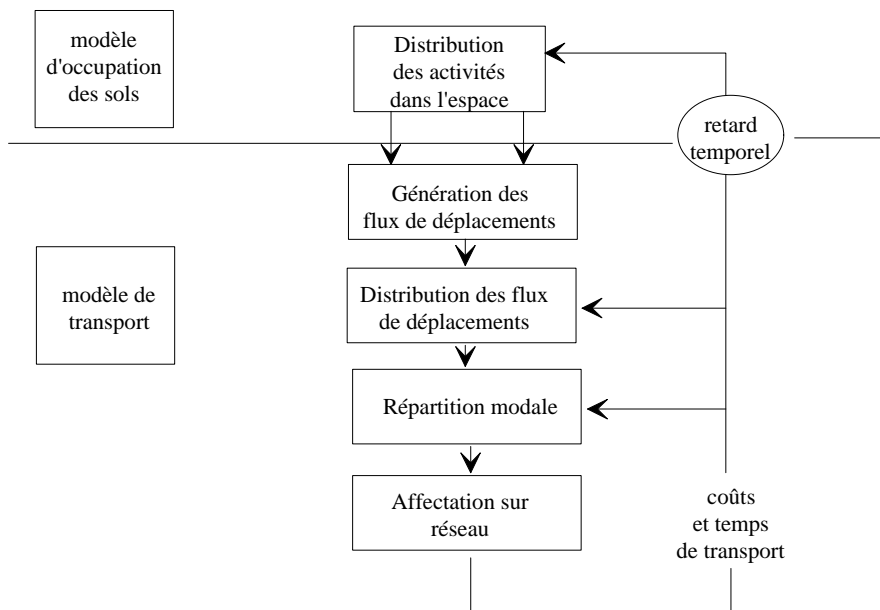 modèle
d'occupation
des sols
Distribution
des activités
dans l'espace
retard
temporel
Génération des
flux de déplacements
modèle de
transport
Distribution des flux
de déplacements
Répartition modale
Affectation sur
réseau
coûts
et temps
de transport